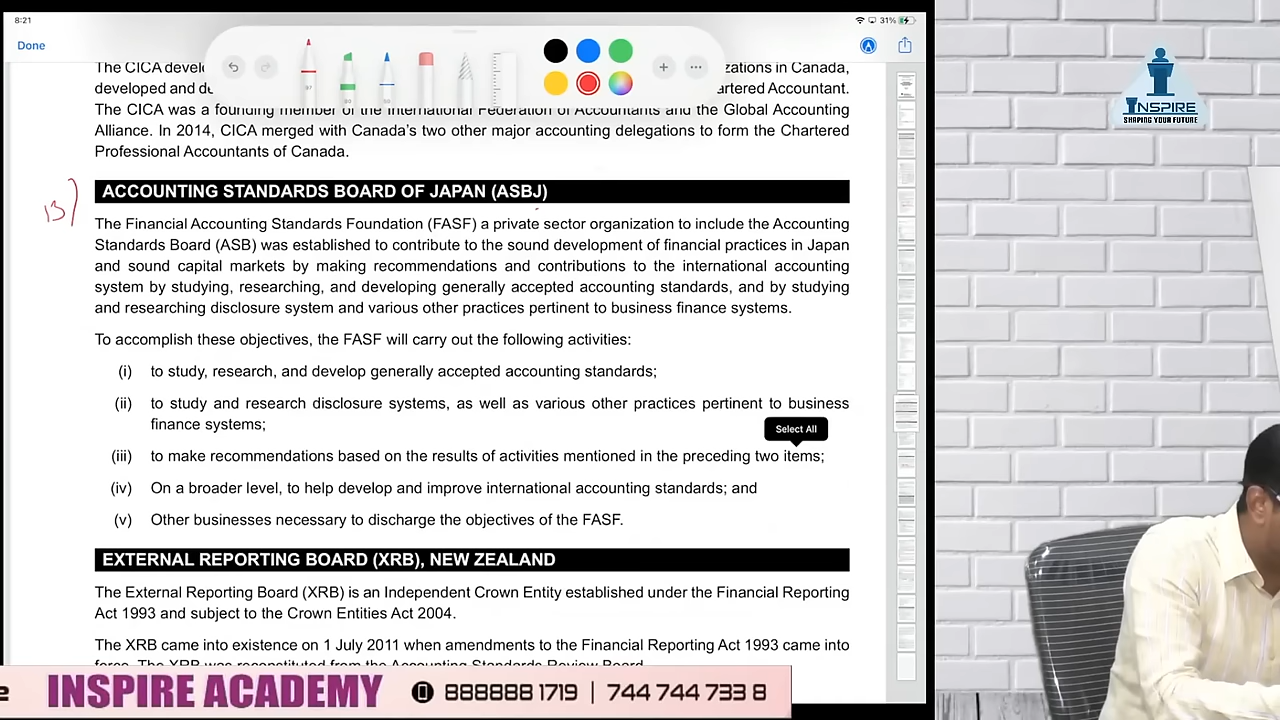 8:21
31%
Done
The CICA devel zations in Canada,
developed and artered Accountant.
The CICA was founding member of the International Federation of Accountants and the Global Accounting
Alliance. In 2014, CICA merged with Canada's two other major accounting delegations to form the Chartered
Professional Accountants of Canada.
13)
ACCOUNTING STANDARDS BOARD OF JAPAN (ASBJ)
The Financial Accounting Standards Foundation (FASF) a private sector organization to include the Accounting
Standards Board (ASB) was established to contribute to the sound development of financial practices in Japan
and sound capital markets by making recommendations and contributions to the international accounting
system by studying, researching, and developing generally accepted accounting standards, and by studying
and researching disclosure system and various other practices pertinent to business finance systems.
To accomplish these objectives, the FASF will carry out the following activities:
(i) to study, research, and develop generally accepted accounting standards;
(ii) to study and research disclosure systems, as well as various other practices pertinent to business
finance systems;
Select All
(iii) to make recommendations based on the results of activities mentioned in the preceding two items;
(iv) On a broader level, to help develop and improve international accounting standards; and
(v) Other businesses necessary to discharge the objectives of the FASF.
EXTERNAL REPORTING BOARD (XRB), NEW ZEALAND
The External Reporting Board (XRB) is an Independent Crown Entity established under the Financial Reporting
Act 1993 and subject to the Crown Entities Act 2004.
The XRB came into existence on 1 July 2011 when amendments to the Financial Reporting Act 1993 came into
force. The XRB was reconstituted from the Accounting Standards Review Board
e INSPIRE ACADEMY 888888 1719 | 744 744 733 8
INSPIRE
SHAPING YOUR FUTURE